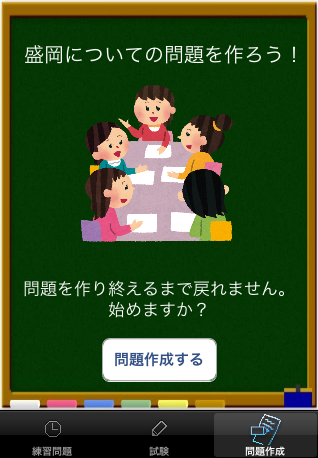 盛岡についての問題を作ろう！
問題を作り終えるまで戻れません。
始めますか？
問題作成する
練習問題
試験
問題作成